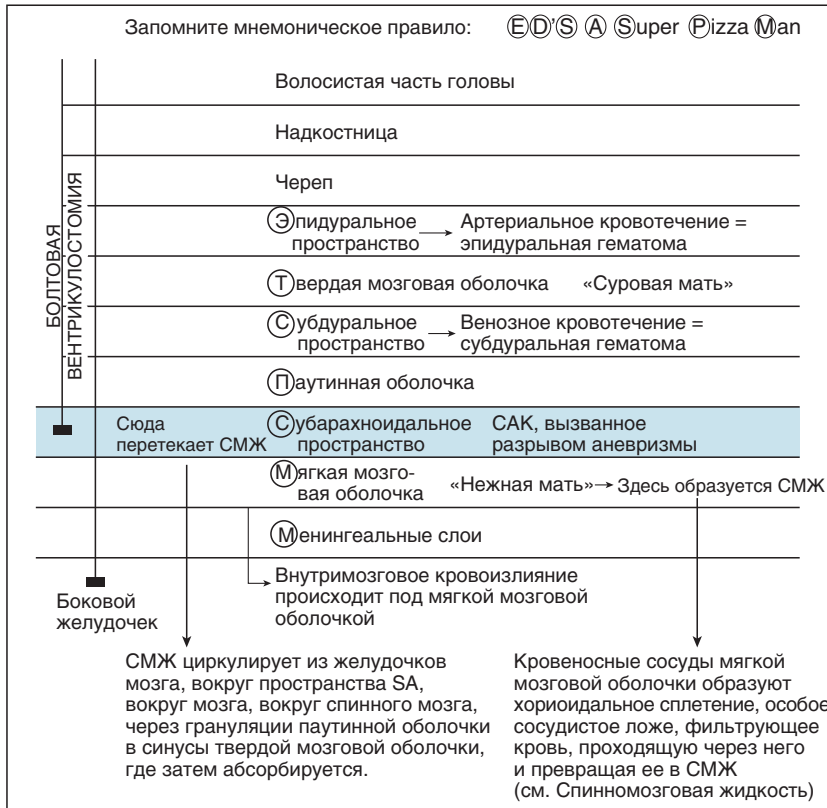 Запомните мнемоническое правило: ED'S A Super Pizza Man
Волосистая часть головы
Надкостница
Череп
Эпидуральное
пространство → Артериальное кровотечение =
эпидуральная гематома
Твердая мозговая оболочка «Суровая мать»
Субдуральное
пространство → Венозное кровотечение =
субдуральная гематома
Паутинная оболочка
БОЛТОВАЯ
ВЕНТРИКУЛОСТОМИЯ
Сюда
перетекает СМЖ
Субарахноидальное
пространство
САК, вызванное
разрывом аневризмы
Мягкая мозго-
вая оболочка «Нежная мать» → Здесь образуется СМЖ
Менингеальные слои
Внутримозговое кровоизлияние
происходит под мягкой мозговой
оболочкой
Боковой
желудочек
СМЖ циркулирует из желудочков
мозга, вокруг пространства SA,
вокруг мозга, вокруг спинного мозга,
через грануляции паутинной оболочки
в синусы твердой мозговой оболочки,
где затем абсорбируется.
Кровеносные сосуды мягкой
мозговой оболочки образуют
хориоидальное сплетение, особое
сосудистое ложе, фильтрующее
кровь, проходящую через него
и превращая ее в СМЖ
(см. Спинномозговая жидкость)